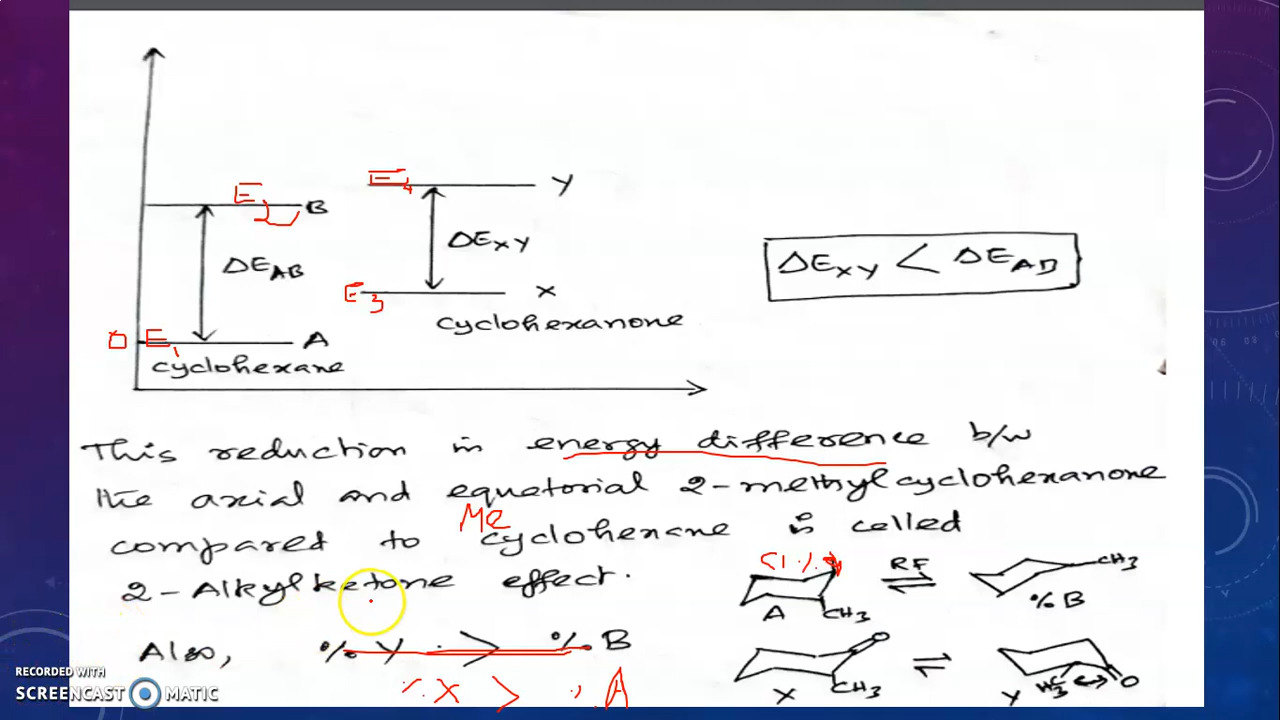 E4 Y
E2 B
ΔEXY
ΔEAB
ΔEXY < ΔEAB
E3 X
cyclohexanone
0 E1 A
cyclohexane
This reduction in energy difference b/w
the axial and equetorial 2-methylcyclohexanone
Me
compared to cyclohexane is called
2-Alkylketone effect.
RF
CH3
A CH3
% B
Also, % Y > % B
O
X CH3
Y H3C O
% X > % A
RECORDED WITH
SCREENCAST MATIC